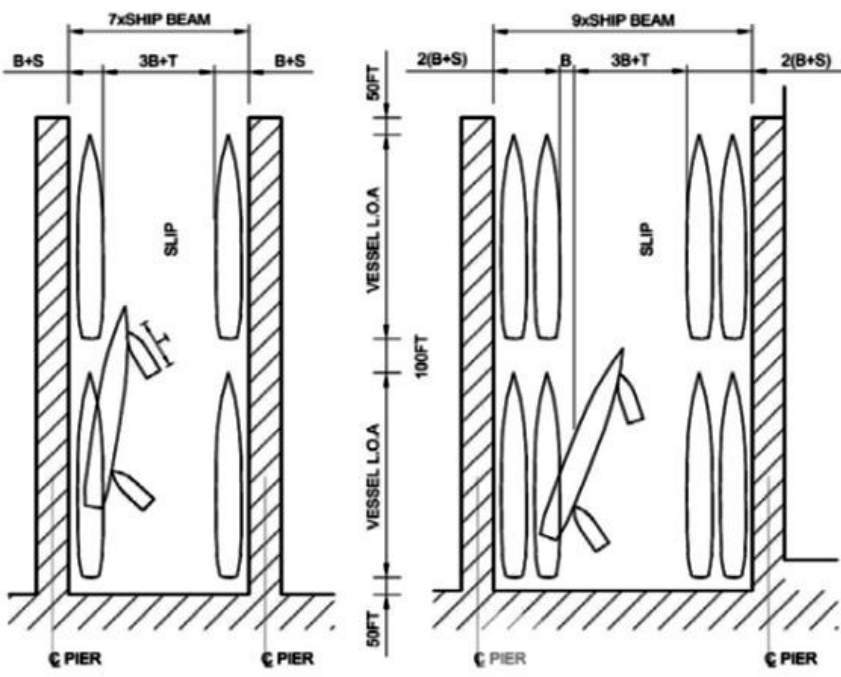 7xSHIP BEAM
B+S
3B+T
B+S
SLIP
T
℄ PIER
℄ PIER
50FT
VESSEL L.O.A
100FT
VESSEL L.O.A
50FT
9xSHIP BEAM
2(B+S)
B
3B+T
2(B+S)
SLIP
℄ PIER
℄ PIER